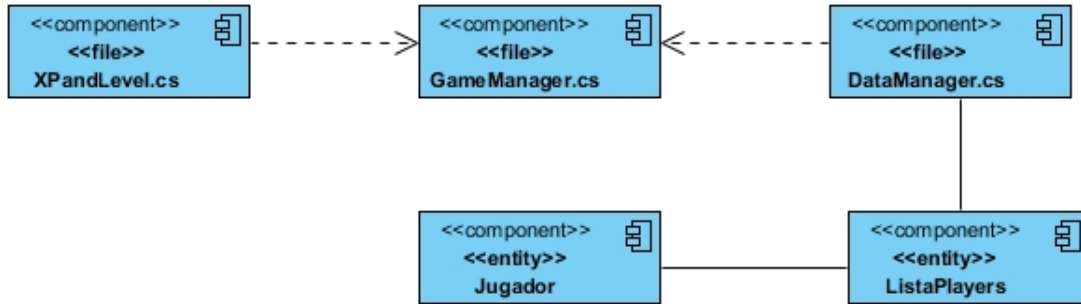 <<component>>
<<file>>
XPandLevel.cs
<<component>>
<<file>>
GameManager.cs
<<component>>
<<file>>
DataManager.cs
<<component>>
<<entity>>
Jugador
<<component>>
<<entity>>
ListaPlayers